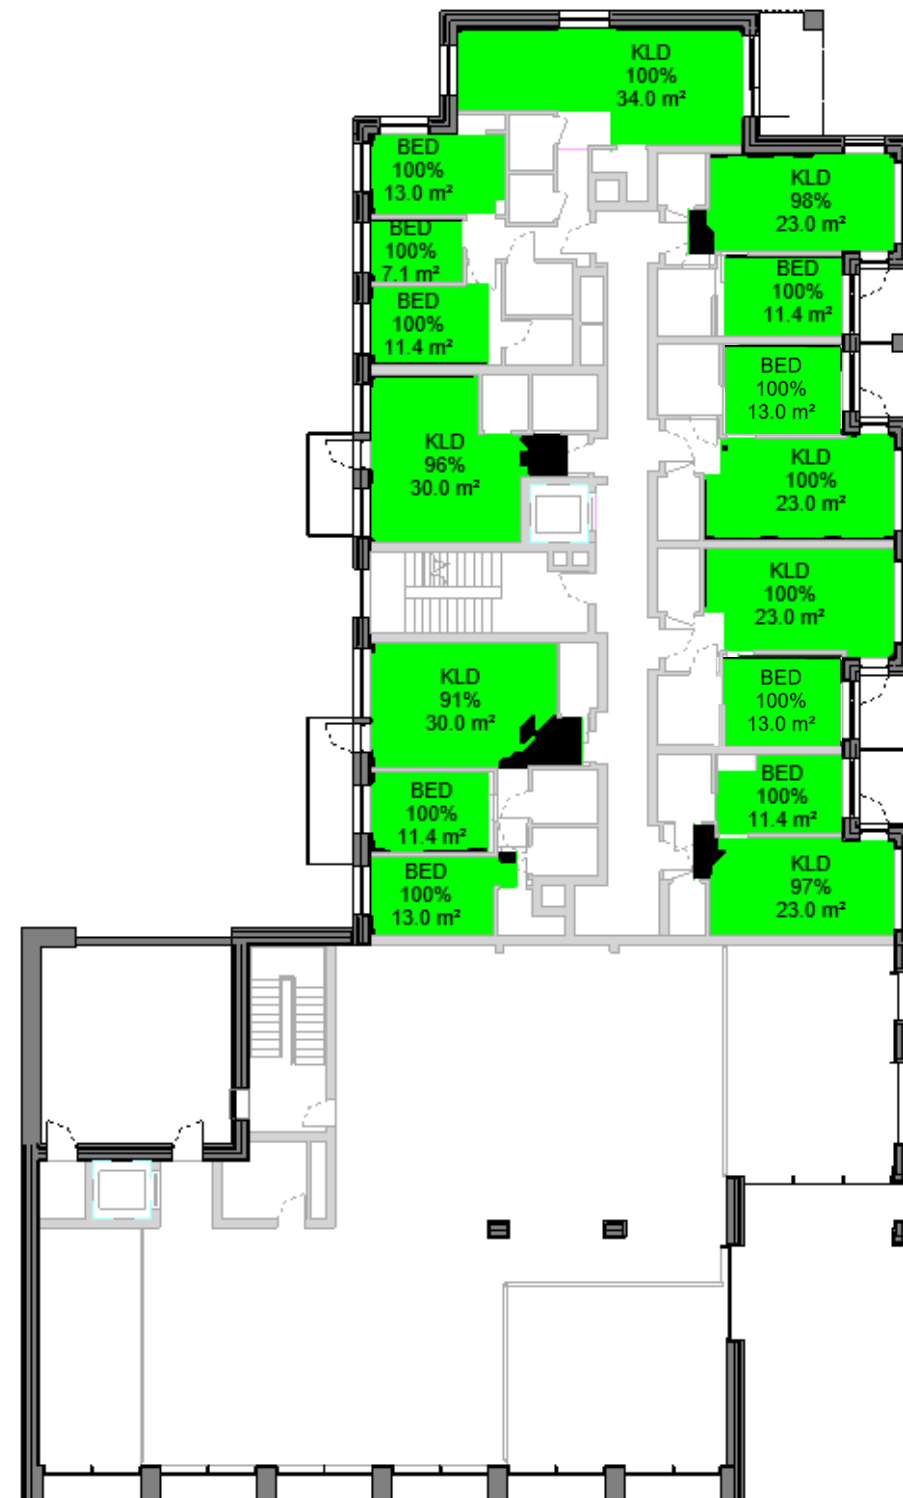 KLD
100%
34.0 m²
BED
100%
13.0 m²
KLD
98%
23.0 m²
BED
100%
7.1 m²
BED
100%
11.4 m²
BED
100%
11.4 m²
BED
100%
13.0 m²
KLD
96%
30.0 m²
KLD
100%
23.0 m²
KLD
100%
23.0 m²
KLD
91%
30.0 m²
BED
100%
13.0 m²
BED
100%
11.4 m²
BED
100%
11.4 m²
BED
100%
13.0 m²
KLD
97%
23.0 m²